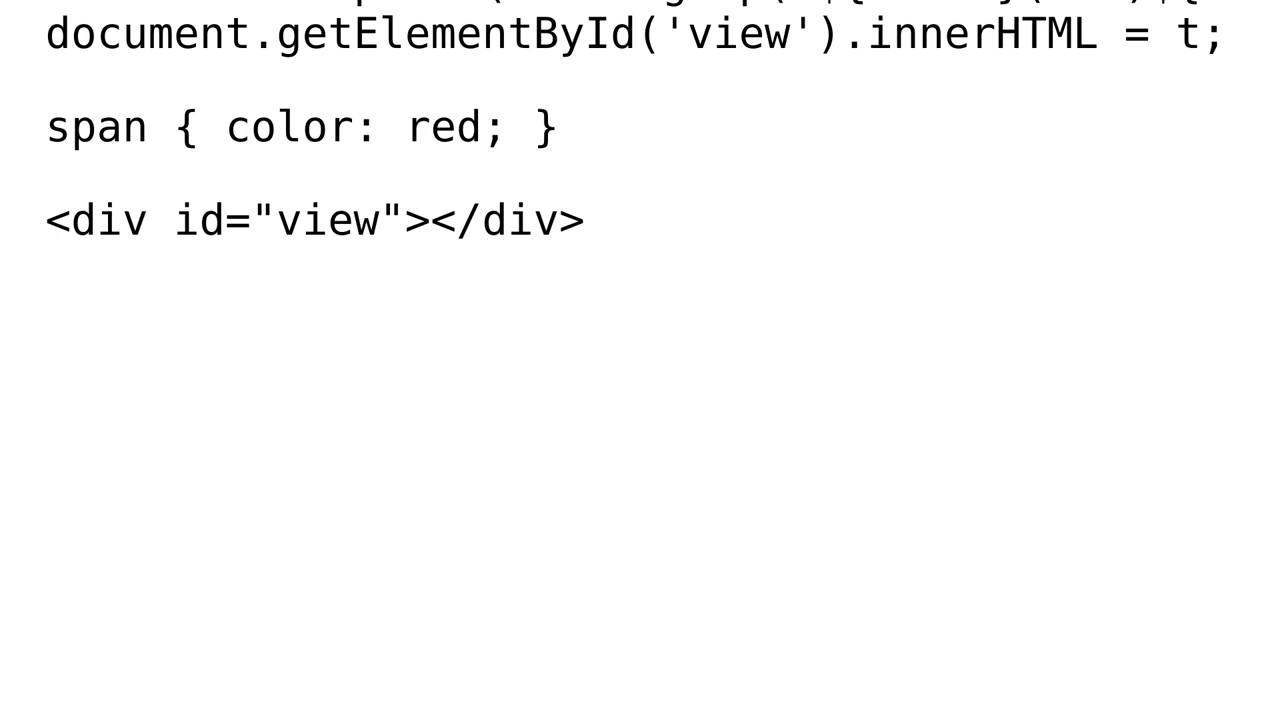 document.getElementById('view').innerHTML = t;
span { color: red; }
<div id="view"></div>